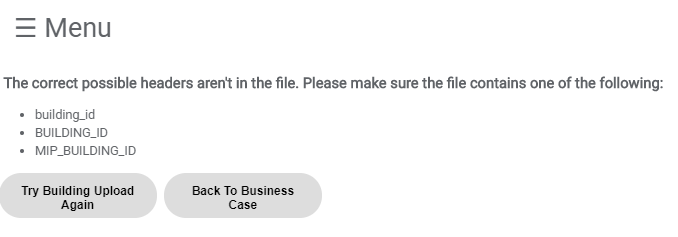 ☰ Menu
The correct possible headers aren't in the file. Please make sure the file contains one of the following:
• building_id
• BUILDING_ID
• MIP_BUILDING_ID
Try Building Upload
Again
Back To Business
Case